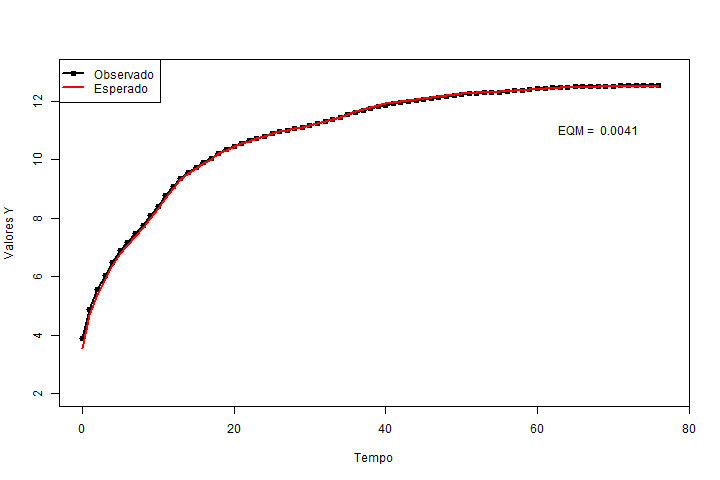 Observado
Esperado
EQM = 0.0041
Valores Y
2
4
6
8
10
12
0
20
40
60
80
Tempo